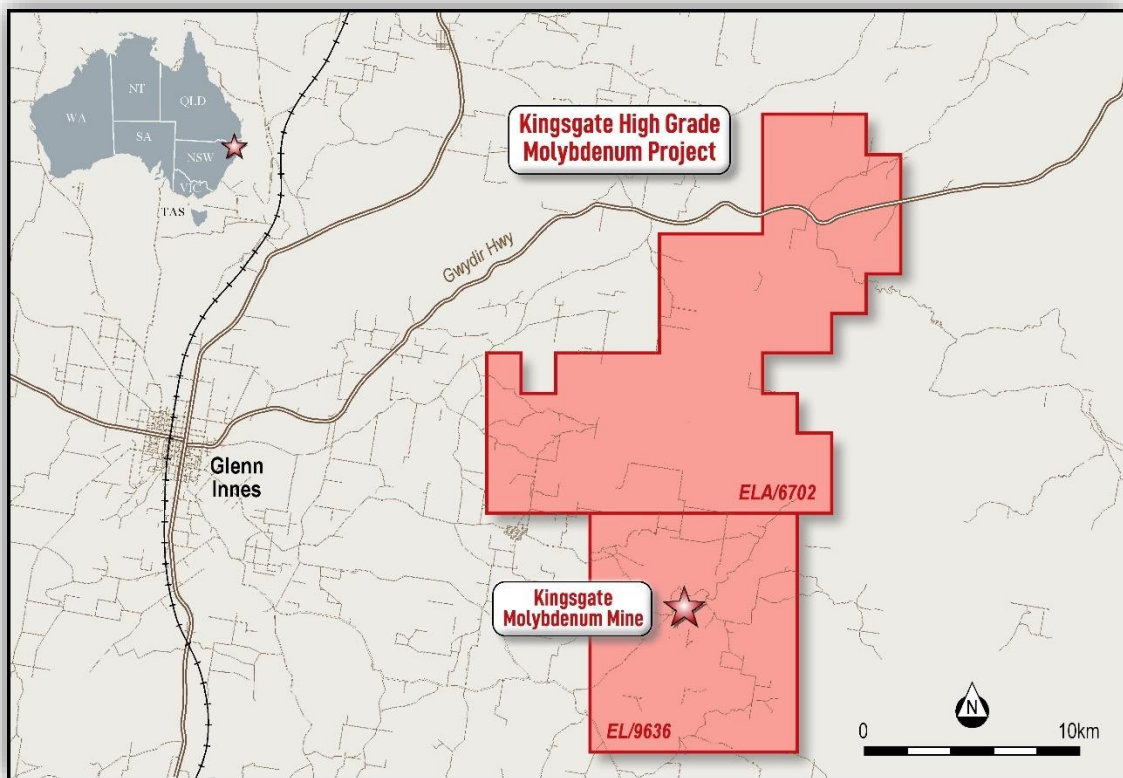 WA
NT
QLD
SA
NSW
VIC
TAS
Kingsgate High Grade
Molybdenum Project
Gwydir Hwy
Glenn
Innes
ELA/6702
Kingsgate
Molybdenum Mine
EL/9636
N
0 10km